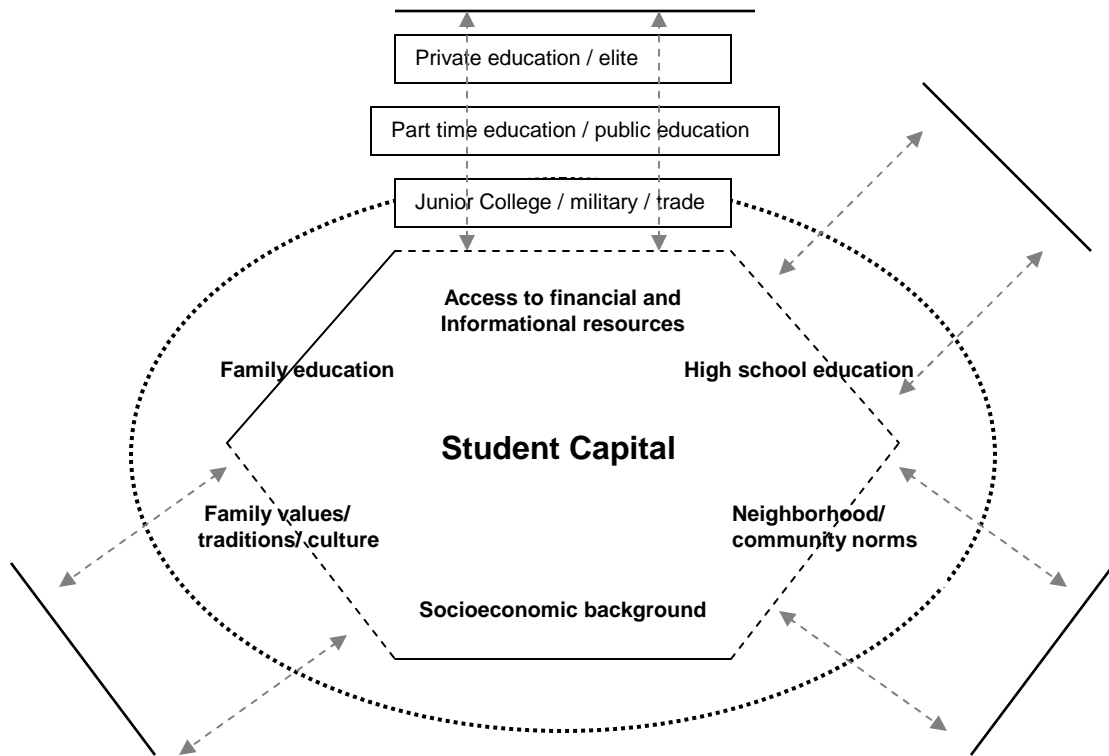 Private education / elite
Part time education / public education
Junior College / military / trade
Access to financial and
Informational resources
Family education
High school education
Student Capital
Family values/
traditions/ culture
Neighborhood/
community norms
Socioeconomic background